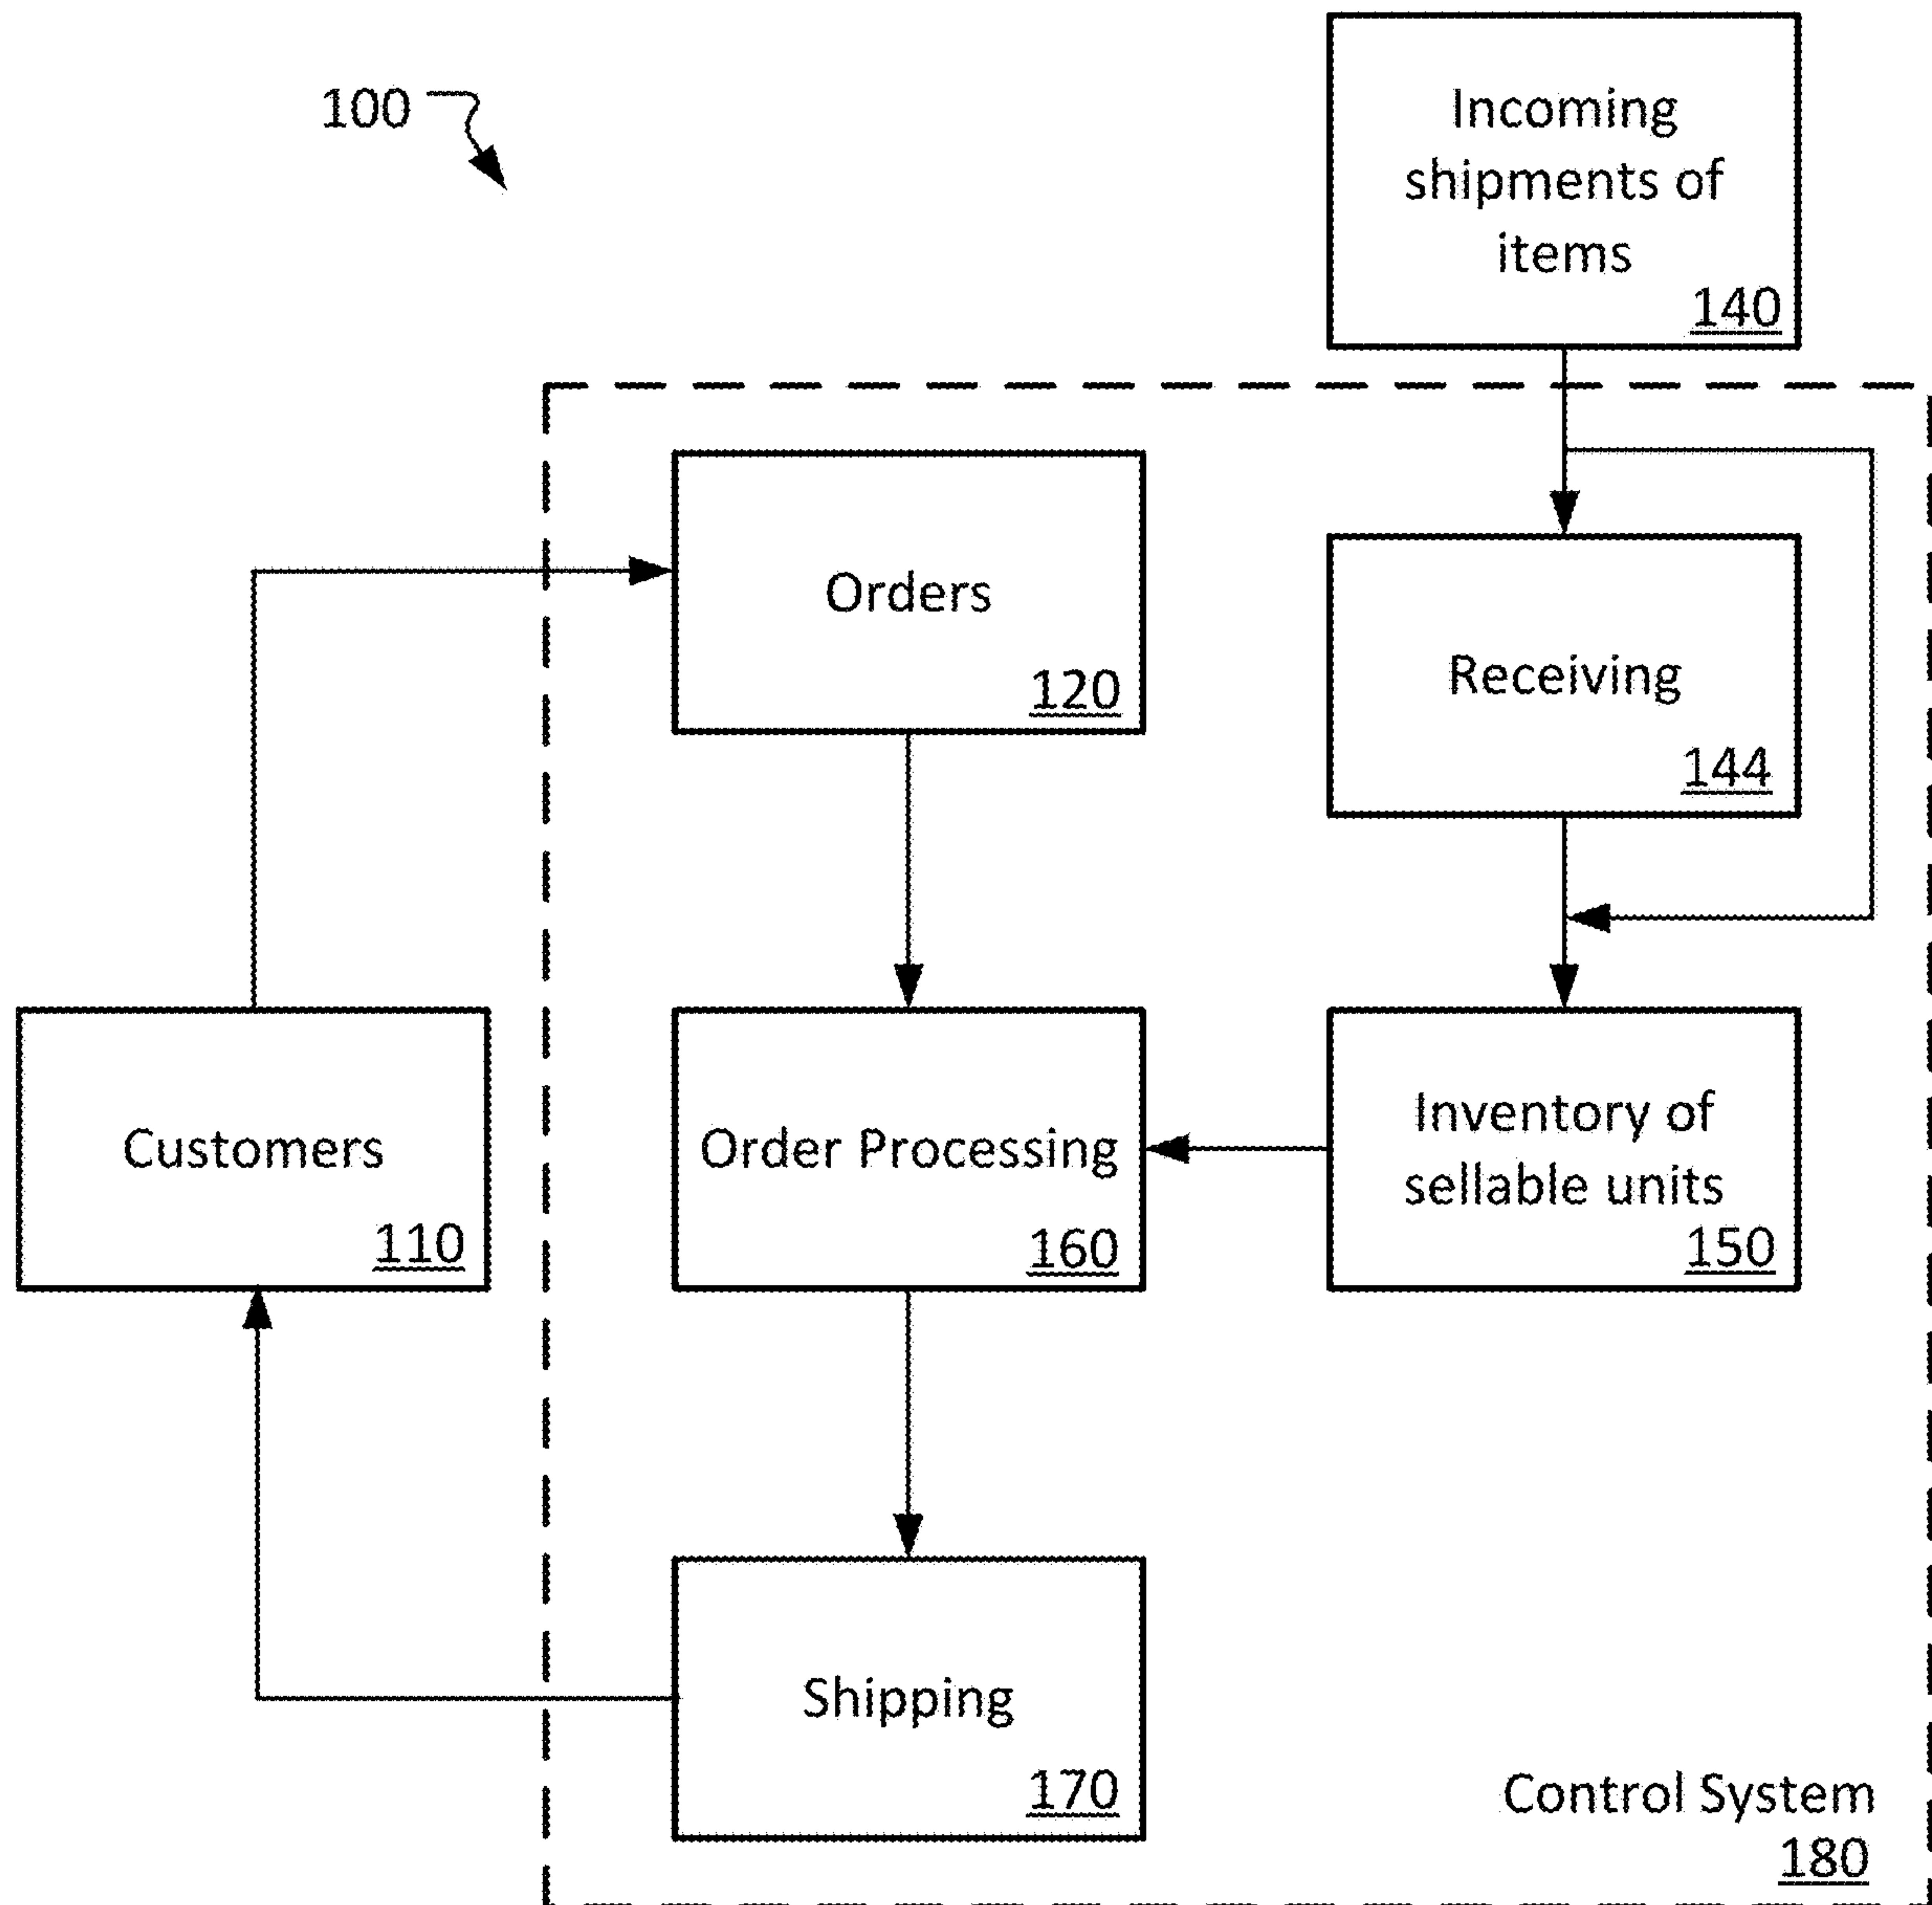 100
Incoming
shipments of
items
140
Orders
120
Receiving
144
Customers
110
Order Processing
160
Inventory of
sellable units
150
Shipping
170
Control System
180